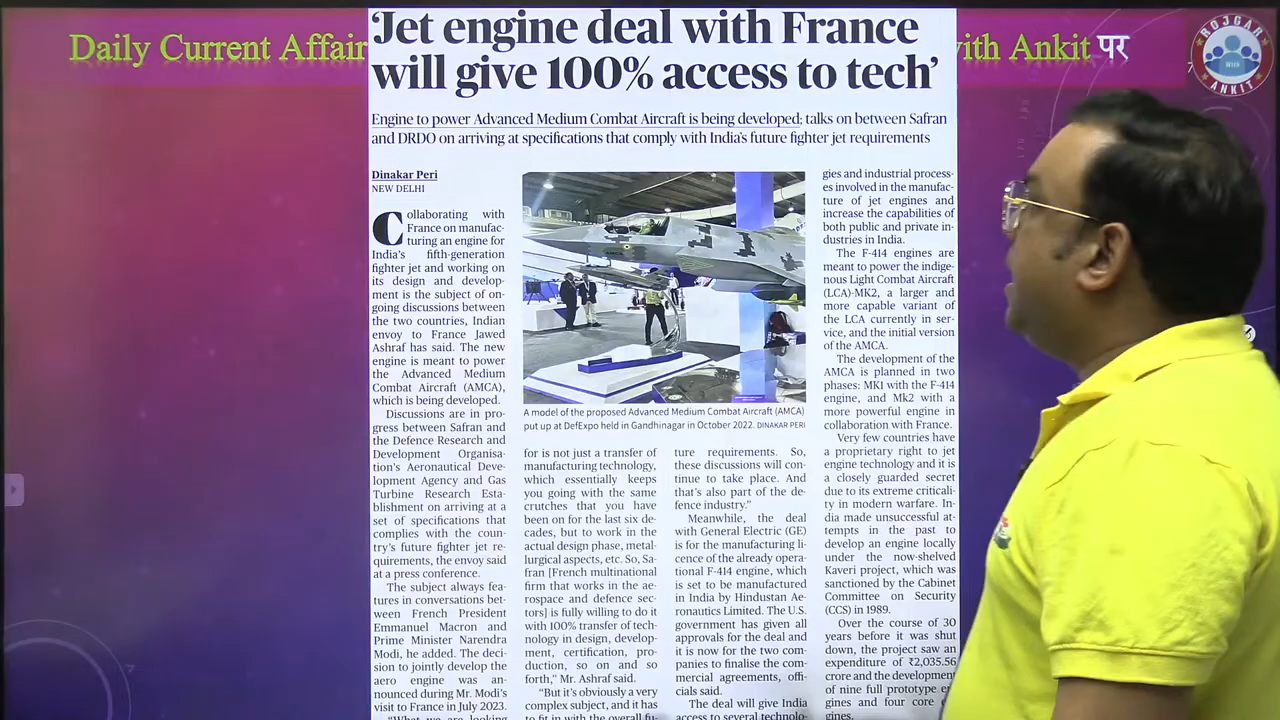 Daily Current Affair
ith Ankit पर
ROJGAR
With
ANKIT
‘Jet engine deal with France
will give 100% access to tech’
Engine to power Advanced Medium Combat Aircraft is being developed; talks on between Safran
and DRDO on arriving at specifications that comply with India’s future fighter jet requirements
Dinakar Peri
NEW DELHI
Collaborating with
France on manufac-
turing an engine for
India’s fifth-generation
fighter jet and working on
its design and develop-
ment is the subject of on-
going discussions between
the two countries, Indian
envoy to France Jawed
Ashraf has said. The new
engine is meant to power
the Advanced Medium
Combat Aircraft (AMCA),
which is being developed.
Discussions are in pro-
gress between Safran and
the Defence Research and
Development Organisa-
tion’s Aeronautical Deve-
lopment Agency and Gas
Turbine Research Esta-
blishment on arriving at a
set of specifications that
complies with the coun-
try’s future fighter jet re-
quirements, the envoy said
at a press conference.
The subject always fea-
tures in conversations bet-
ween French President
Emmanuel Macron and
Prime Minister Narendra
Modi, he added. The deci-
sion to jointly develop the
aero engine was an-
nounced during Mr. Modi’s
visit to France in July 2023.
“What we are looking
A model of the proposed Advanced Medium Combat Aircraft (AMCA)
put up at DefExpo held in Gandhinagar in October 2022. DINAKAR PERI
for is not just a transfer of
manufacturing technology,
which essentially keeps
you going with the same
crutches that you have
been on for the last six de-
cades, but to work in the
actual design phase, metal-
lurgical aspects, etc. So, Sa-
fran [French multinational
firm that works in the ae-
rospace and defence sec-
tors] is fully willing to do it
with 100% transfer of tech-
nology in design, develop-
ment, certification, pro-
duction, so on and so
forth,” Mr. Ashraf said.
“But it’s obviously a very
complex subject, and it has
to fit in with the overall fu-
ture requirements. So,
these discussions will con-
tinue to take place. And
that’s also part of the de-
fence industry.”
Meanwhile, the deal
with General Electric (GE)
is for the manufacturing li-
cence of the already opera-
tional F-414 engine, which
is set to be manufactured
in India by Hindustan Ae-
ronautics Limited. The U.S.
government has given all
approvals for the deal and
it is now for the two com-
panies to finalise the com-
mercial agreements, offi-
cials said.
The deal will give India
access to several technolo-
gies and industrial process-
es involved in the manufac-
ture of jet engines and
increase the capabilities of
both public and private in-
dustries in India.
The F-414 engines are
meant to power the indige-
nous Light Combat Aircraft
(LCA)-MK2, a larger and
more capable variant of
the LCA currently in ser-
vice, and the initial version
of the AMCA.
The development of the
AMCA is planned in two
phases: MK1 with the F-414
engine, and Mk2 with a
more powerful engine in
collaboration with France.
Very few countries have
a proprietary right to jet
engine technology and it is
a closely guarded secret
due to its extreme criticali-
ty in modern warfare. In-
dia made unsuccessful at-
tempts in the past to
develop an engine locally
under the now-shelved
Kaveri project, which was
sanctioned by the Cabinet
Committee on Security
(CCS) in 1989.
Over the course of 30
years before it was shut
down, the project saw an
expenditure of ₹2,035.56
crore and the development
of nine full prototype en-
gines and four core en-
gines.